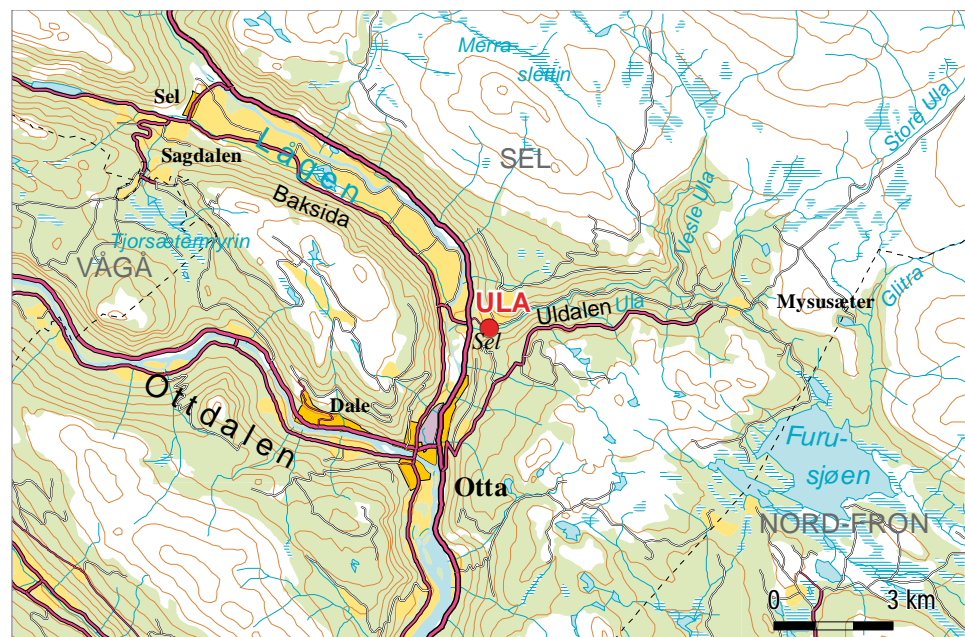 Merra-
slettin
Store Ula
Sel
Lågen
SEL
Sagdalen
Baksida
Vesle Ula
Tjorsætermyrin
VÅGÅ
Glitra
Mysusæter
ULA
Uldalen
Ula
Sel
Ottdalen
Dale
Furu-
sjøen
Otta
NORD-FRON
0 3 km